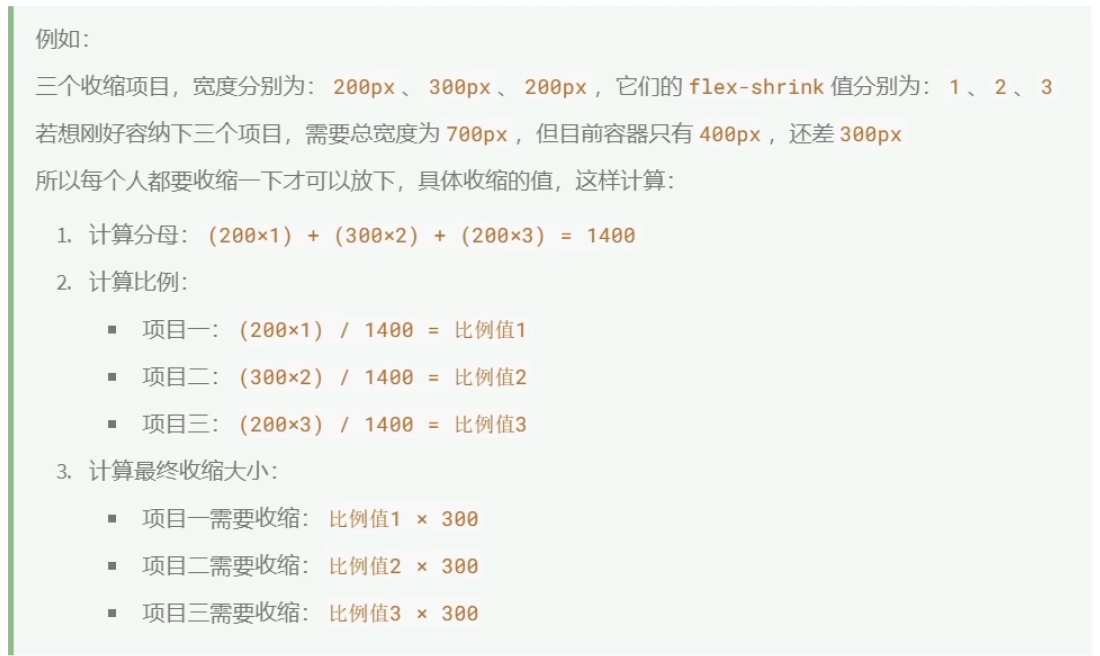 例如：
三个收缩项目，宽度分别为： 200px 、 300px 、 200px ，它们的 flex-shrink 值分别为： 1 、 2 、 3
若想刚好容纳下三个项目，需要总宽度为 700px ，但目前容器只有 400px ，还差 300px
所以每个人都要收缩一下才可以放下，具体收缩的值，这样计算：
1. 计算分母： (200×1) + (300×2) + (200×3) = 1400
2. 计算比例：
▪ 项目一： (200×1) / 1400 = 比例值1
▪ 项目二： (300×2) / 1400 = 比例值2
▪ 项目三： (200×3) / 1400 = 比例值3
3. 计算最终收缩大小：
▪ 项目一需要收缩： 比例值1 × 300
▪ 项目二需要收缩： 比例值2 × 300
▪ 项目三需要收缩： 比例值3 × 300